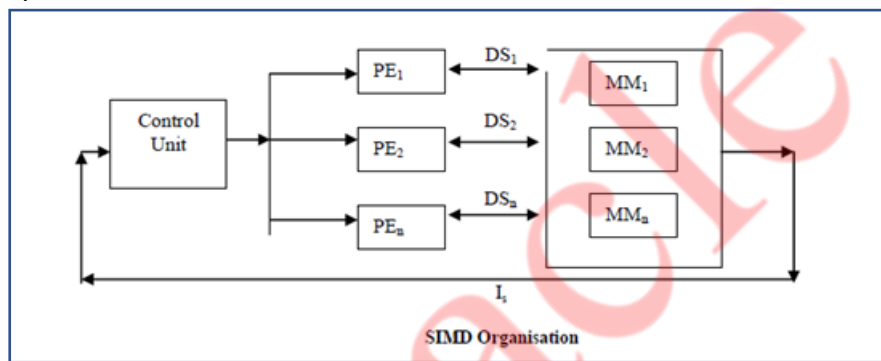 DS₁
PE₁
MM₁
Control
Unit
DS₂
PE₂
MM₂
DSₙ
PEₙ
MMₙ
Iₛ
SIMD Organisation